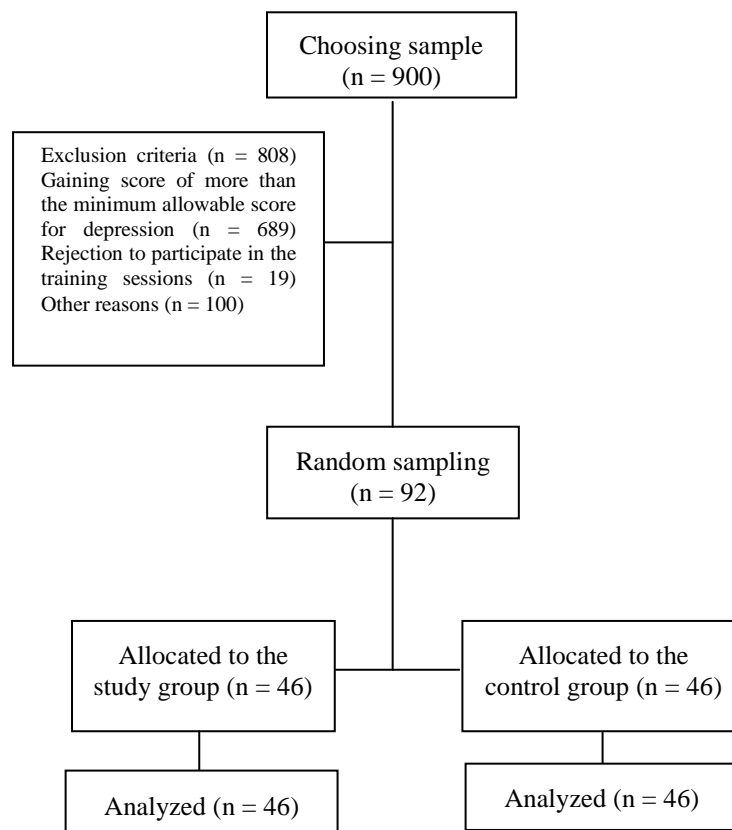 Choosing sample
(n = 900)
Exclusion criteria (n = 808)
Gaining score of more than
the minimum allowable score
for depression (n = 689)
Rejection to participate in the
training sessions (n = 19)
Other reasons (n = 100)
Random sampling
(n = 92)
Allocated to the
study group (n = 46)
Allocated to the
control group (n = 46)
Analyzed (n = 46)
Analyzed (n = 46)